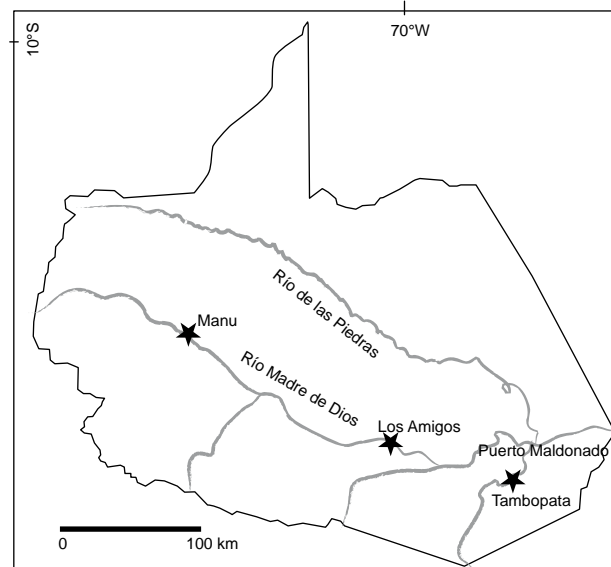 70°W
10°S
Río de las Piedras
Manu
Río Madre de Dios
Los Amigos
Puerto Maldonado
Tambopata
0 100 km